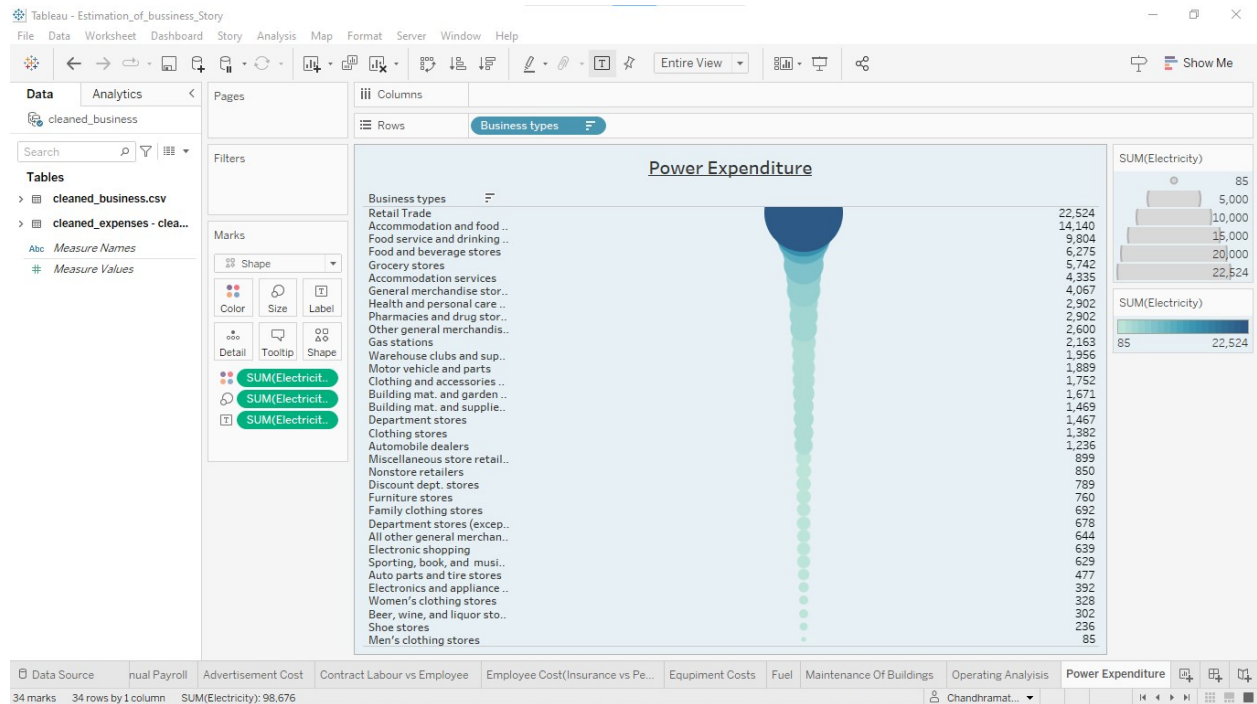 Tableau - Estimation_of_bussiness_Story
File Data Worksheet Dashboard Story Analysis Map Format Server Window Help
Entire View
Show Me
Data Analytics
cleaned_business
Search
Tables
cleaned_business.csv
cleaned_expenses - clea...
Abc Measure Names
# Measure Values
Pages
Filters
Marks
Shape
Color Size Label
Detail Tooltip Shape
SUM(Electricit..
SUM(Electricit..
SUM(Electricit..
Columns
Rows Business types
Power Expenditure
Business types
Retail Trade 22,524
Accommodation and food .. 14,140
Food service and drinking .. 9,804
Food and beverage stores 6,275
Grocery stores 5,742
Accommodation services 4,335
General merchandise stor.. 4,067
Health and personal care .. 2,902
Pharmacies and drug stor.. 2,902
Other general merchandis.. 2,600
Gas stations 2,163
Warehouse clubs and sup.. 1,956
Motor vehicle and parts 1,889
Clothing and accessories .. 1,752
Building mat. and garden .. 1,671
Building mat. and supplie.. 1,469
Department stores 1,467
Clothing stores 1,382
Automobile dealers 1,236
Miscellaneous store retail.. 899
Nonstore retailers 850
Discount dept. stores 789
Furniture stores 760
Family clothing stores 692
Department stores (excep.. 678
All other general merchan.. 644
Electronic shopping 639
Sporting, book, and musi.. 629
Auto parts and tire stores 477
Electronics and appliance .. 392
Women's clothing stores 328
Beer, wine, and liquor sto.. 302
Shoe stores 236
Men's clothing stores 85
SUM(Electricity)
85
5,000
10,000
15,000
20,000
22,524
SUM(Electricity)
85 22,524
Data Source nual Payroll Advertisement Cost Contract Labour vs Employee Employee Cost(Insurance vs Pe... Equpiment Costs Fuel Maintenance Of Buildings Operating Analyisis Power Expenditure
34 marks 34 rows by 1 column SUM(Electricity): 98,676 Chandhramat...